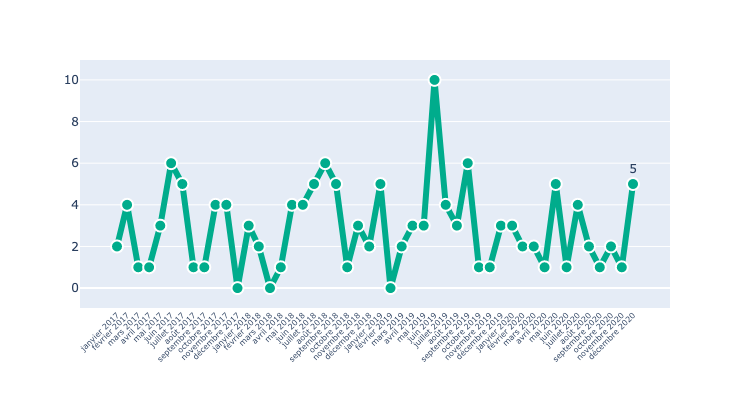 10
8
6
4
2
0
5
janvier 2017
février 2017
mars 2017
avril 2017
mai 2017
juin 2017
juillet 2017
août 2017
septembre 2017
octobre 2017
novembre 2017
décembre 2017
janvier 2018
février 2018
mars 2018
avril 2018
mai 2018
juin 2018
juillet 2018
août 2018
septembre 2018
octobre 2018
novembre 2018
décembre 2018
janvier 2019
février 2019
mars 2019
avril 2019
mai 2019
juin 2019
juillet 2019
août 2019
septembre 2019
octobre 2019
novembre 2019
décembre 2019
janvier 2020
février 2020
mars 2020
avril 2020
mai 2020
juin 2020
juillet 2020
août 2020
septembre 2020
octobre 2020
novembre 2020
décembre 2020